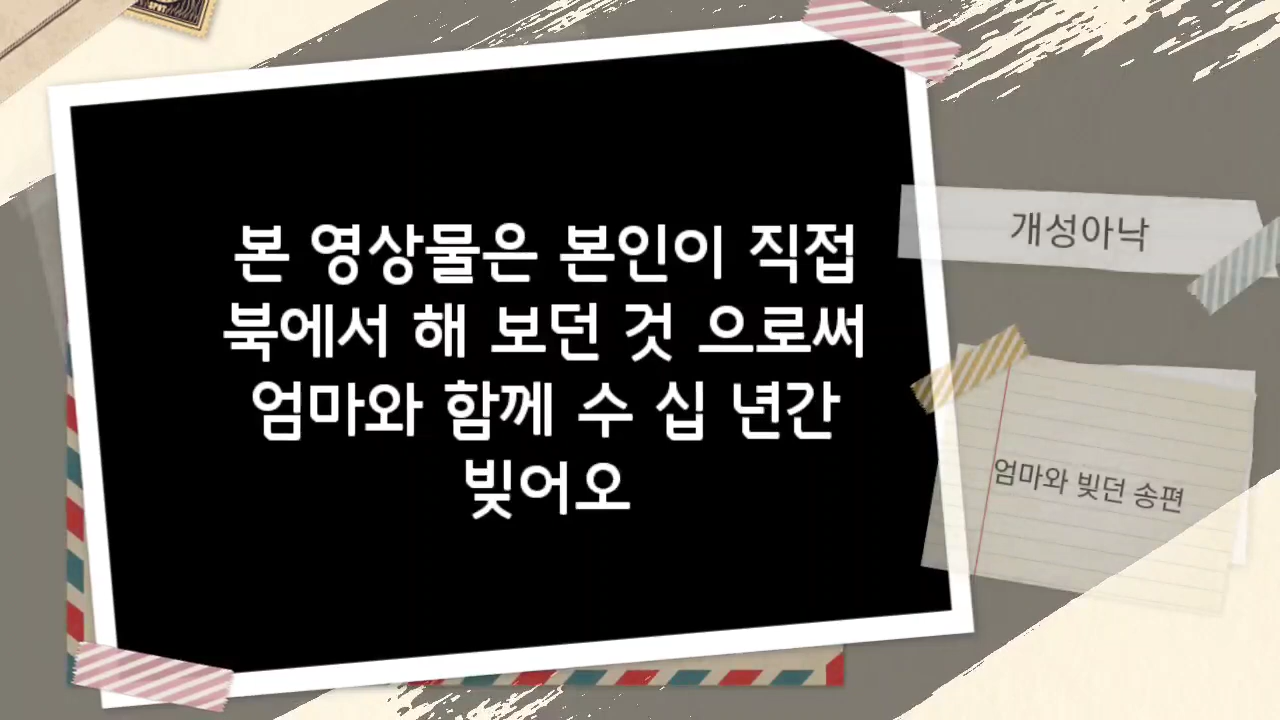 본 영상물은 본인이 직접
북에서 해 보던 것 으로써
엄마와 함께 수 십 년간
빚어오
개성아낙
엄마와 빚던 송편